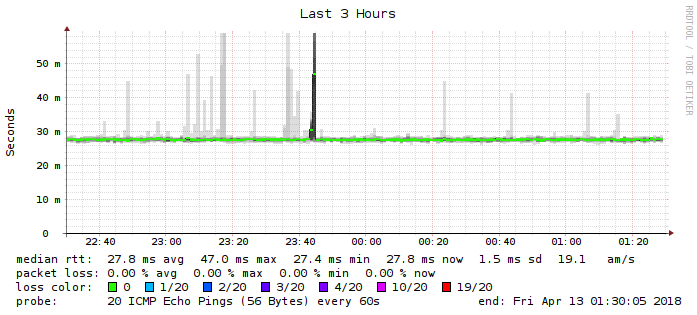 Last 3 Hours
RRDTOOL / TOBI OETIKER
Seconds
50 m
40 m
30 m
20 m
10 m
0
22:40 23:00 23:20 23:40 00:00 00:20 00:40 01:00 01:20
median rtt: 27.8 ms avg 47.0 ms max 27.4 ms min 27.8 ms now 1.5 ms sd 19.1 am/s
packet loss: 0.00 % avg 0.00 % max 0.00 % min 0.00 % now
loss color: 0 1/20 2/20 3/20 4/20 10/20 19/20
probe: 20 ICMP Echo Pings (56 Bytes) every 60s end: Fri Apr 13 01:30:05 2018